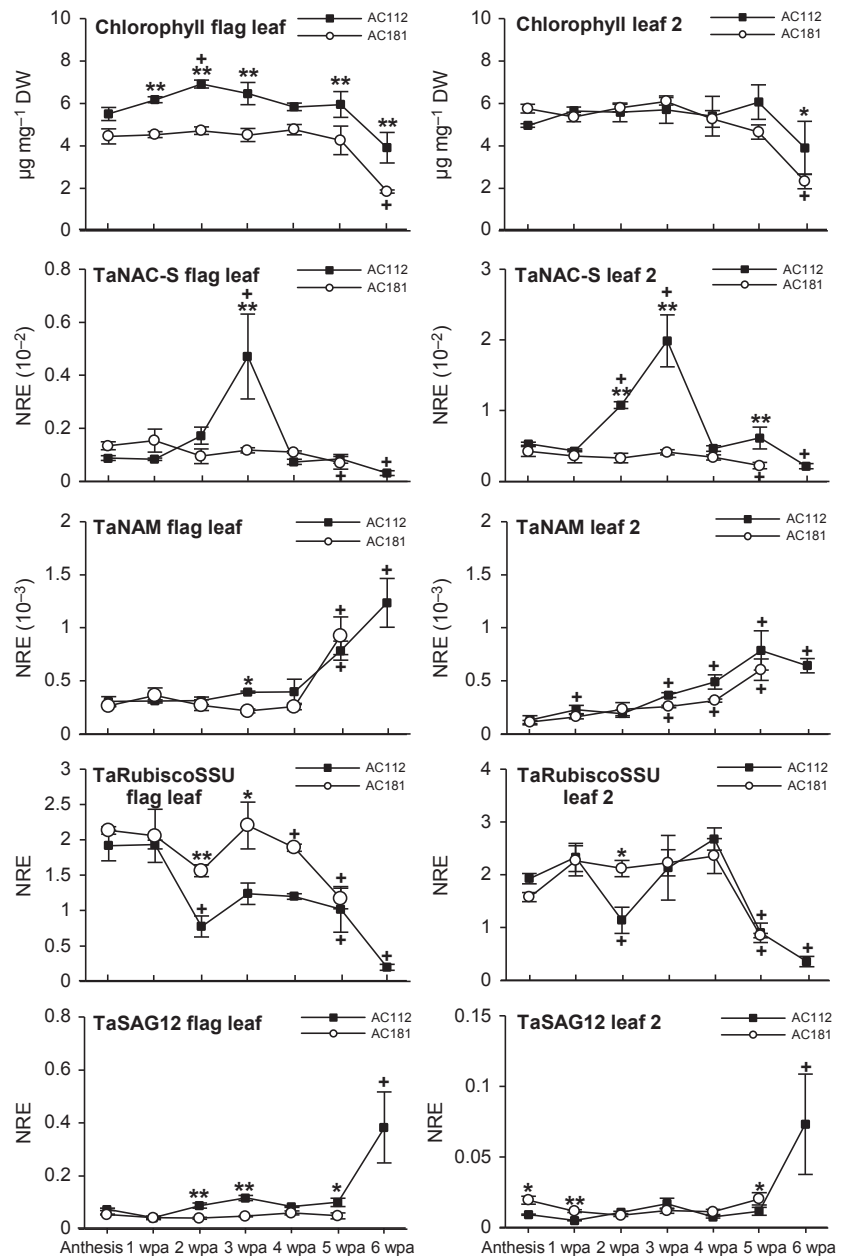 Chlorophyll flag leaf
AC112
AC181
10
8
6
4
2
0
µg mg⁻¹ DW
+
** ** ** ** **
+
Chlorophyll leaf 2
AC112
AC181
10
8
6
4
2
0
µg mg⁻¹ DW
*
+
TaNAC-S flag leaf
AC112
AC181
0.8
0.6
0.4
0.2
0
NRE (10⁻²)
+
**
+ +
TaNAC-S leaf 2
AC112
AC181
3
2
1
0
NRE (10⁻²)
+
**
+
**
**
+
+
TaNAM flag leaf
AC112
AC181
2
1.5
1
0.5
0
NRE (10⁻³)
*
+
+
+
TaNAM leaf 2
AC112
AC181
2
1.5
1
0.5
0
NRE (10⁻³)
+
+
+
+
+
+
+
+
TaRubiscoSSU
flag leaf
AC112
AC181
3
2.5
2
1.5
1
0.5
0
NRE
**
*
+
+
+
+
+
TaRubiscoSSU
leaf 2
AC112
AC181
4
3
2
1
0
NRE
*
+
+
+
+
TaSAG12 flag leaf
AC112
AC181
0.8
0.6
0.4
0.2
0
NRE
** ** *
+
Anthesis 1 wpa 2 wpa 3 wpa 4 wpa 5 wpa 6 wpa
TaSAG12 leaf 2
AC112
AC181
0.15
0.1
0.05
0
NRE
* ** *
+
Anthesis 1 wpa 2 wpa 3 wpa 4 wpa 5 wpa 6 wpa